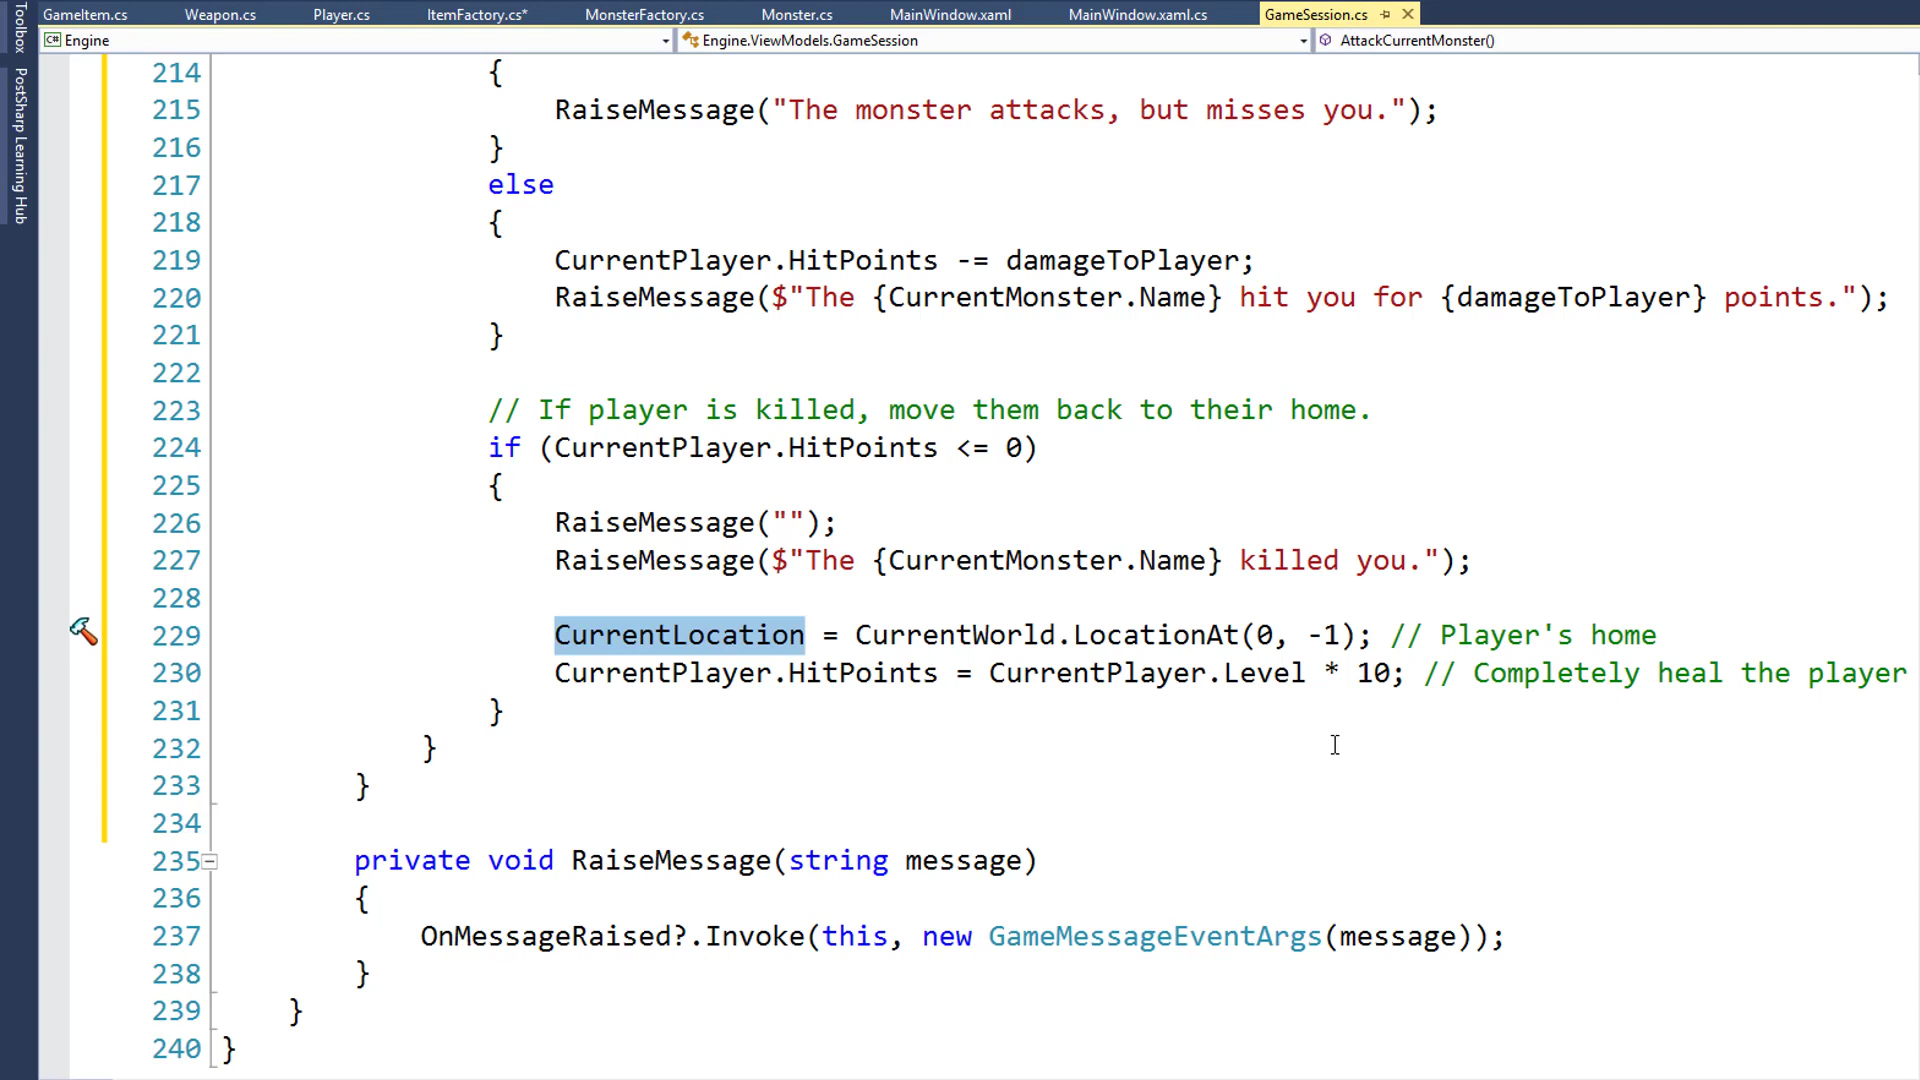 GameItem.cs Weapon.cs Player.cs ItemFactory.cs* MonsterFactory.cs Monster.cs MainWindow.xaml MainWindow.xaml.cs GameSession.cs
C# Engine Engine.ViewModels.GameSession AttackCurrentMonster()
Toolbox
PostSharp Learning Hub
214 {
215 RaiseMessage("The monster attacks, but misses you.");
216 }
217 else
218 {
219 CurrentPlayer.HitPoints -= damageToPlayer;
220 RaiseMessage($"The {CurrentMonster.Name} hit you for {damageToPlayer} points.");
221 }
222
223 // If player is killed, move them back to their home.
224 if (CurrentPlayer.HitPoints <= 0)
225 {
226 RaiseMessage("");
227 RaiseMessage($"The {CurrentMonster.Name} killed you.");
228
229 CurrentLocation = CurrentWorld.LocationAt(0, -1); // Player's home
230 CurrentPlayer.HitPoints = CurrentPlayer.Level * 10; // Completely heal the player
231 }
232 }
233 }
234
235 private void RaiseMessage(string message)
236 {
237 OnMessageRaised?.Invoke(this, new GameMessageEventArgs(message));
238 }
239 }
240 }